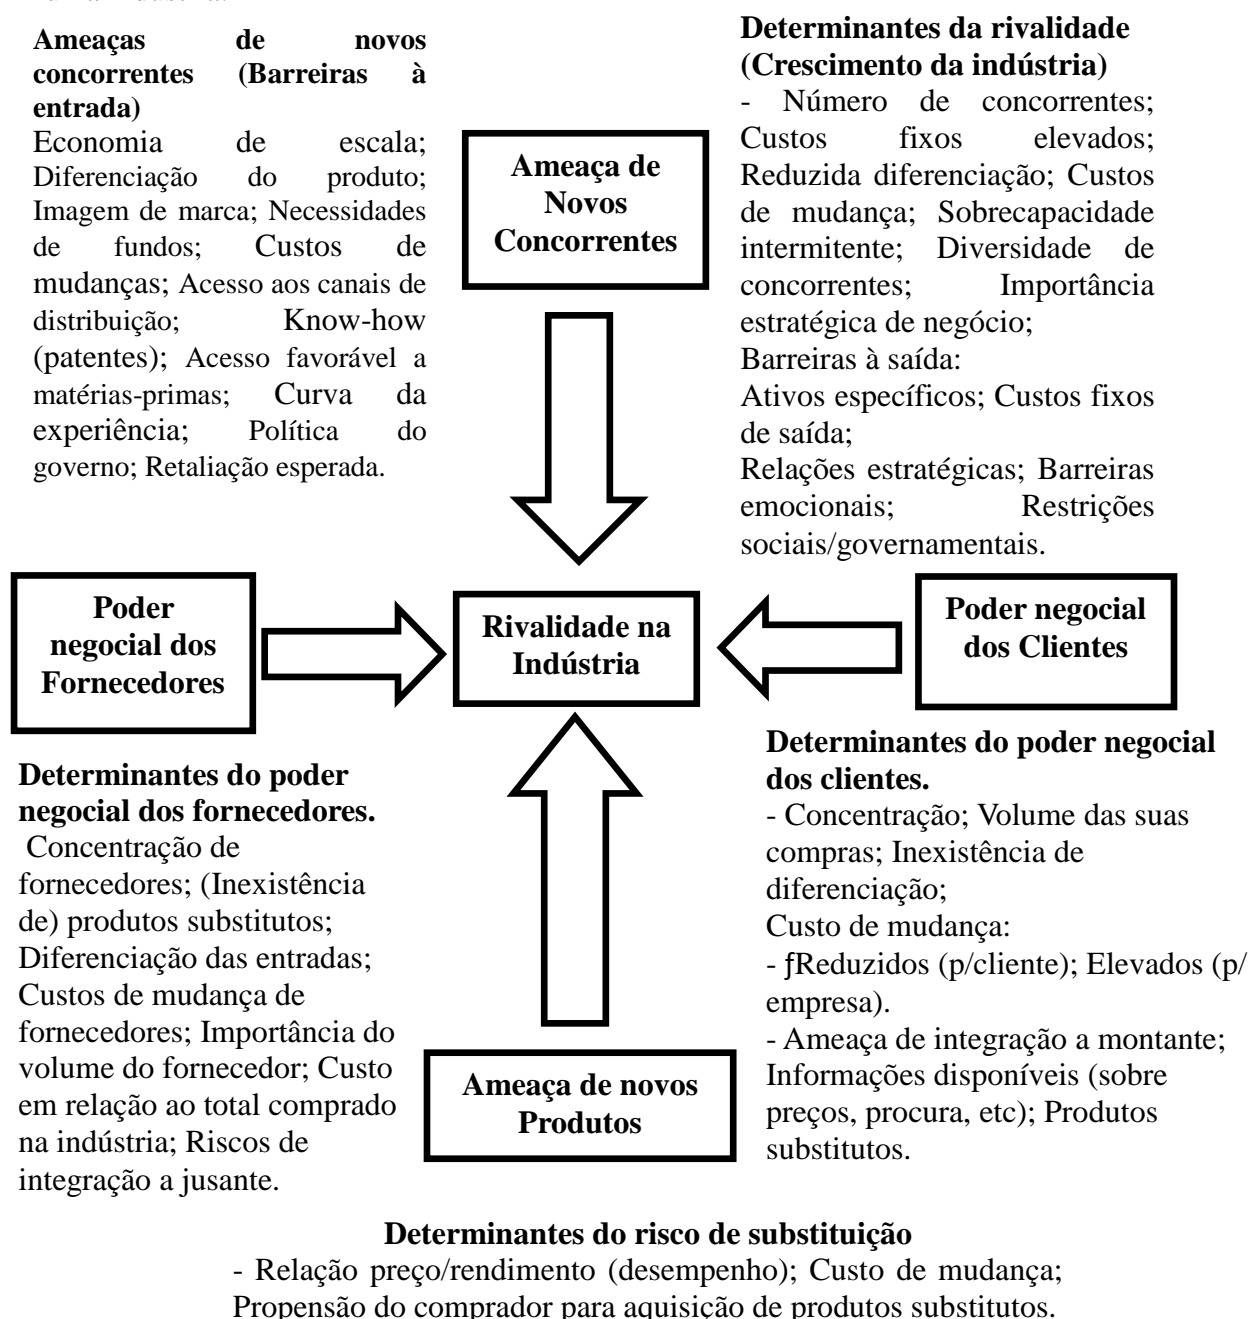 Ameaças de novos
concorrentes (Barreiras à
entrada)
Economia de escala;
Diferenciação do produto;
Imagem de marca; Necessidades
de fundos; Custos de
mudanças; Acesso aos canais de
distribuição; Know-how
(patentes); Acesso favorável a
matérias-primas; Curva da
experiência; Política do
governo; Retaliação esperada.
Ameaça de
Novos
Concorrentes
Determinantes da rivalidade
(Crescimento da indústria)
- Número de concorrentes;
Custos fixos elevados;
Reduzida diferenciação; Custos
de mudança; Sobrecapacidade
intermitente; Diversidade de
concorrentes; Importância
estratégica de negócio;
Barreiras à saída:
Ativos específicos; Custos fixos
de saída;
Relações estratégicas; Barreiras
emocionais; Restrições
sociais/governamentais.
Poder
negocial dos
Fornecedores
Rivalidade na
Indústria
Poder negocial
dos Clientes
Determinantes do poder
negocial dos fornecedores.
Concentração de
fornecedores; (Inexistência
de) produtos substitutos;
Diferenciação das entradas;
Custos de mudança de
fornecedores; Importância do
volume do fornecedor; Custo
em relação ao total comprado
na indústria; Riscos de
integração a jusante.
Ameaça de novos
Produtos
Determinantes do poder negocial
dos clientes.
- Concentração; Volume das suas
compras; Inexistência de
diferenciação;
Custo de mudança:
- ƒReduzidos (p/cliente); Elevados (p/
empresa).
- Ameaça de integração a montante;
Informações disponíveis (sobre
preços, procura, etc); Produtos
substitutos.
Determinantes do risco de substituição
- Relação preço/rendimento (desempenho); Custo de mudança;
Propensão do comprador para aquisição de produtos substitutos.